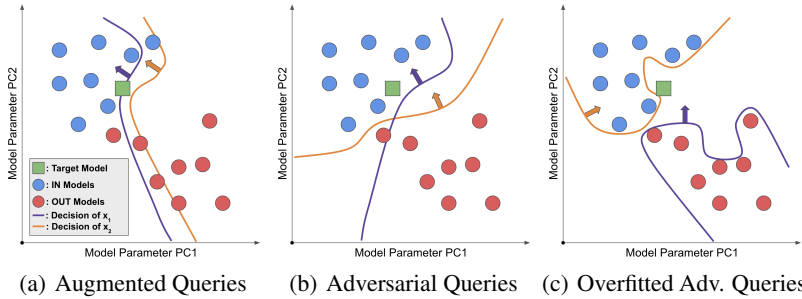 Model Parameter PC2
: Target Model
: IN Models
: OUT Models
: Decision of x1
: Decision of x2
Model Parameter PC1
(a) Augmented Queries
Model Parameter PC2
Model Parameter PC1
(b) Adversarial Queries
Model Parameter PC2
Model Parameter PC1
(c) Overfitted Adv. Queries